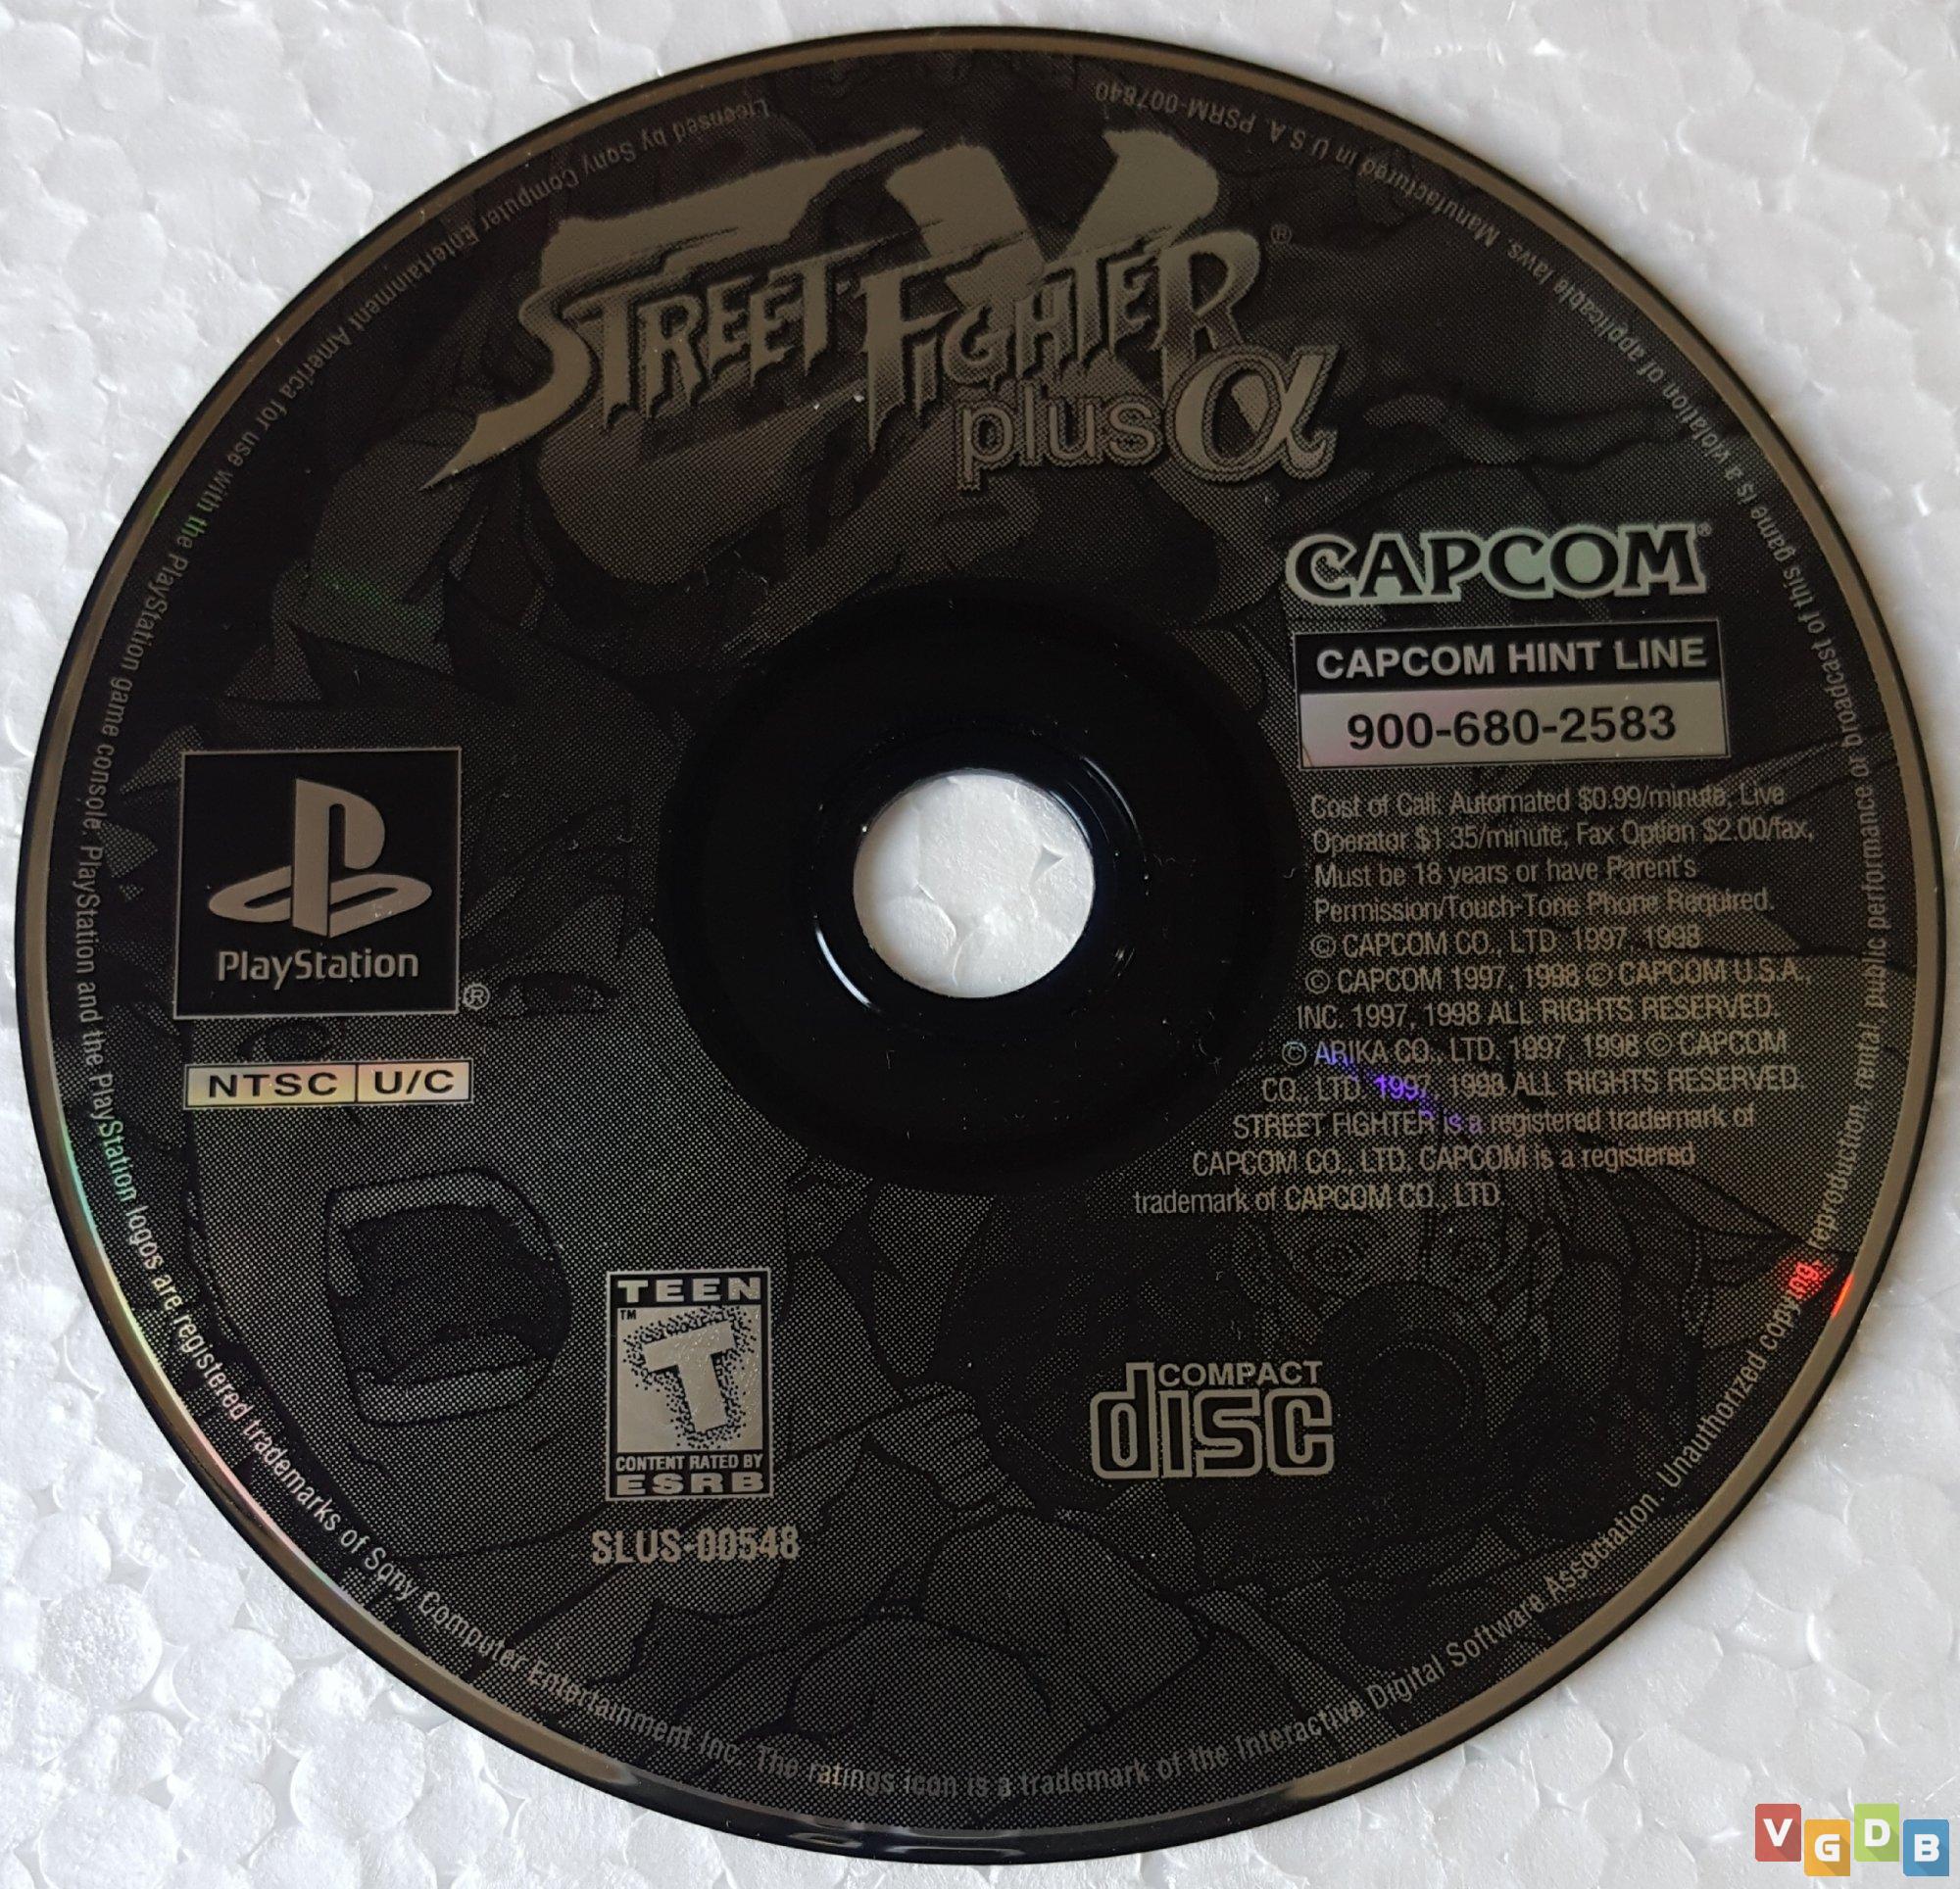 EX
STREET FIGHTER®
plus α
CAPCOM®
CAPCOM HINT LINE
900-680-2583
Cost of Call: Automated $0.99/minute, Live
Operator $1.35/minute, Fax Option $2.00/fax,
Must be 18 years or have Parent's
Permission/Touch-Tone Phone Required.
© CAPCOM CO., LTD. 1997, 1998
© CAPCOM 1997, 1998 © CAPCOM U.S.A.,
INC. 1997, 1998 ALL RIGHTS RESERVED.
© ARIKA CO., LTD. 1997, 1998 © CAPCOM
CO., LTD. 1997, 1998 ALL RIGHTS RESERVED.
STREET FIGHTER is a registered trademark of
CAPCOM CO., LTD. CAPCOM is a registered
trademark of CAPCOM CO., LTD.
PlayStation
®
NTSC U/C
TEEN
™
T
CONTENT RATED BY
ESRB
SLUS-00548
COMPACT
disc
Licensed by Sony Computer Entertainment America for use with the PlayStation game console. PlayStation and the PlayStation logos are registered trademarks of Sony Computer Entertainment Inc. The ratings icon is a trademark of the Interactive Digital Software Association. Unauthorized copying, reproduction, rental, public performance or broadcast of this game is a violation of applicable laws. Manufactured in U.S.A. PSRM-007840
VGDB